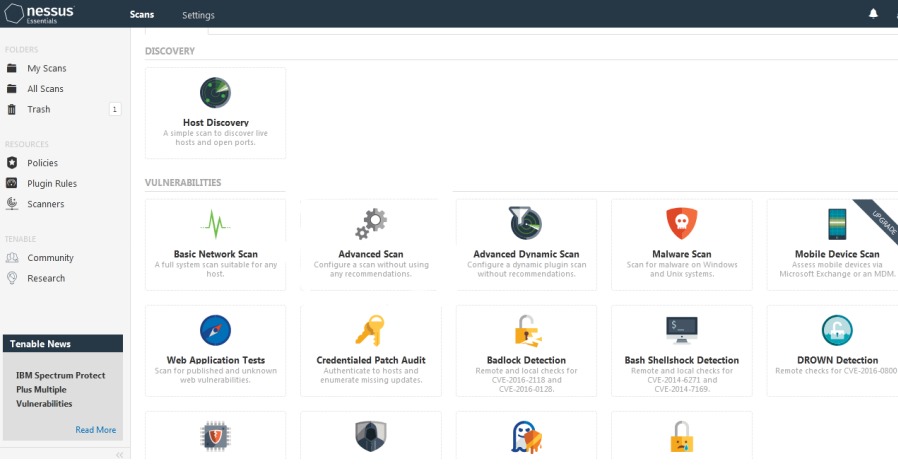 nessus
Essentials
Scans
Settings
FOLDERS
My Scans
All Scans
Trash
1
RESOURCES
Policies
Plugin Rules
Scanners
TENABLE
Community
Research
Tenable News
IBM Spectrum Protect
Plus Multiple
Vulnerabilities
Read More
DISCOVERY
Host Discovery
A simple scan to discover live
hosts and open ports.
VULNERABILITIES
Basic Network Scan
A full system scan suitable for any
host.
Advanced Scan
Configure a scan without using
any recommendations.
Advanced Dynamic Scan
Configure a dynamic plugin scan
without recommendations.
Malware Scan
Scan for malware on Windows
and Unix systems.
UPGRADE
Mobile Device Scan
Assess mobile devices via
Microsoft Exchange or an MDM.
Web Application Tests
Scan for published and unknown
web vulnerabilities.
Credentialed Patch Audit
Authenticate to hosts and
enumerate missing updates.
Badlock Detection
Remote and local checks for
CVE-2016-2118 and
CVE-2016-0128.
$_
Bash Shellshock Detection
Remote and local checks for
CVE-2014-6271 and
CVE-2014-7169.
DROWN Detection
Remote checks for CVE-2016-0800